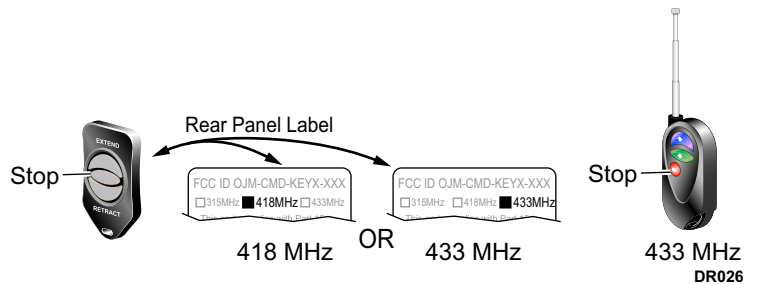 Rear Panel Label
EXTEND
Stop
RETRACT
FCC ID OJM-CMD-KEYX-XXX
315MHz 418MHz 433MHz
418 MHz
OR
FCC ID OJM-CMD-KEYX-XXX
315MHz 418MHz 433MHz
433 MHz
Stop
433 MHz
DR026